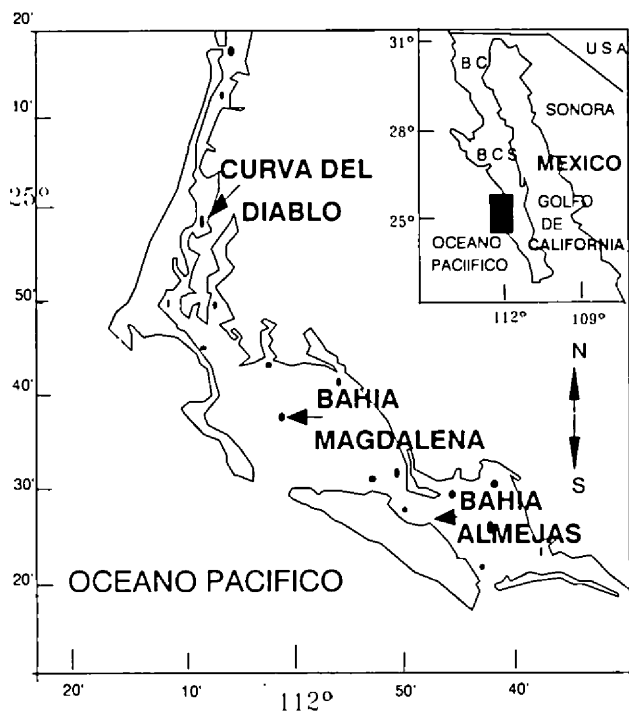 20'
10'
25°
50'
40'
30'
20'
CURVA DEL
DIABLO
BAHIA
MAGDALENA
BAHIA
ALMEJAS
OCEANO PACIFICO
N
S
20'
10'
112°
50'
40'
31°
28°
25°
U S A
B C
SONORA
B C S
MEXICO
GOLFO
DE
CALIFORNIA
OCEANO
PACIIFICO
112°
109°